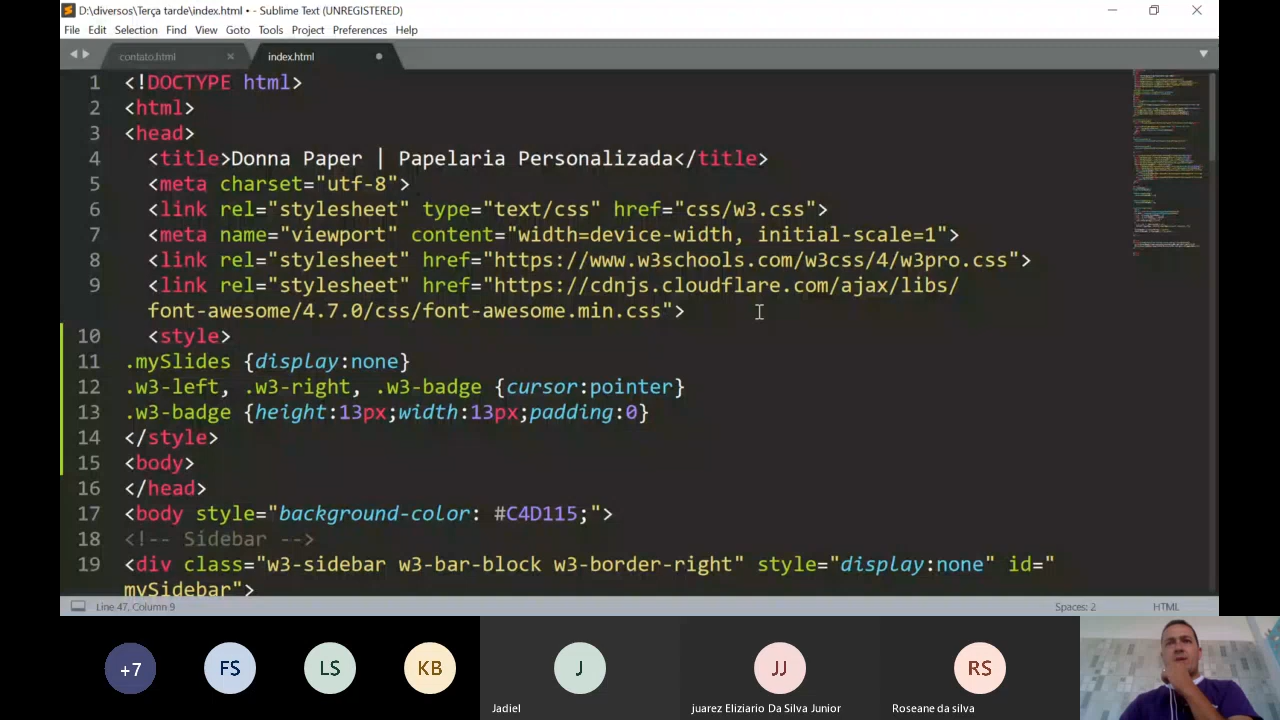 D:\diversos\Terça tarde\index.html • - Sublime Text (UNREGISTERED)
File Edit Selection Find View Goto Tools Project Preferences Help
contato.html index.html
1 <!DOCTYPE html>
2 <html>
3 <head>
4 <title>Donna Paper | Papelaria Personalizada</title>
5 <meta charset="utf-8">
6 <link rel="stylesheet" type="text/css" href="css/w3.css">
7 <meta name="viewport" content="width=device-width, initial-scale=1">
8 <link rel="stylesheet" href="https://www.w3schools.com/w3css/4/w3pro.css">
9 <link rel="stylesheet" href="https://cdnjs.cloudflare.com/ajax/libs/
font-awesome/4.7.0/css/font-awesome.min.css">
10 <style>
11 .mySlides {display:none}
12 .w3-left, .w3-right, .w3-badge {cursor:pointer}
13 .w3-badge {height:13px;width:13px;padding:0}
14 </style>
15 <body>
16 </head>
17 <body style="background-color: #C4D115;">
18 <!-- Sidebar -->
19 <div class="w3-sidebar w3-bar-block w3-border-right" style="display:none" id="
mySidebar">
Line 47, Column 9 Spaces: 2 HTML
+7 FS LS KB J JJ RS
Jadiel juarez Eliziario Da Silva Junior Roseane da silva